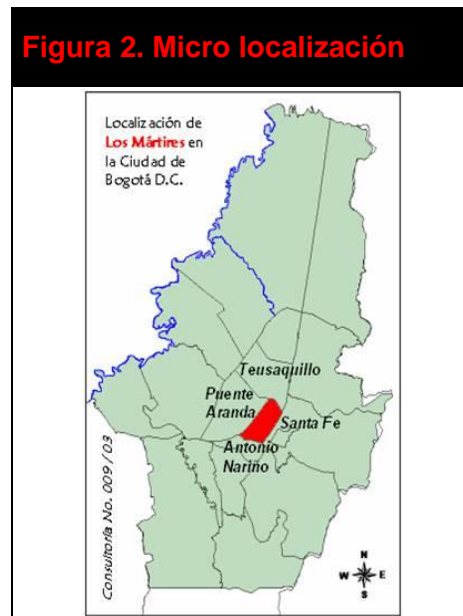 Figura 2. Micro localización
Localización de
Los Mártires en
la Ciudad de
Bogotá D.C.
Teusaquillo
Puente
Aranda
Santa Fe
Antonio
Nariño
Consultoría No. 009 / 03
N
W E
S